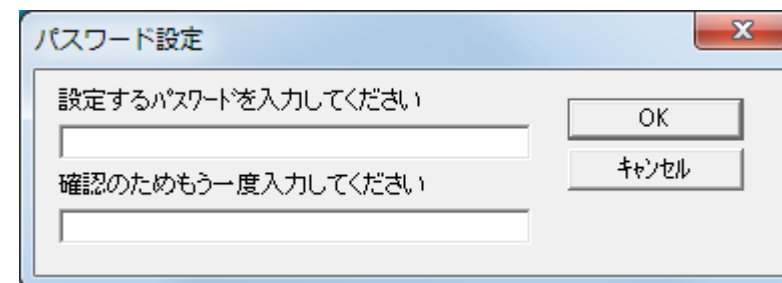 パスワード設定
設定するﾊﾟｽﾜｰﾄﾞを入力してください
OK
確認のためもう一度入力してください
ｷｬﾝｾﾙ